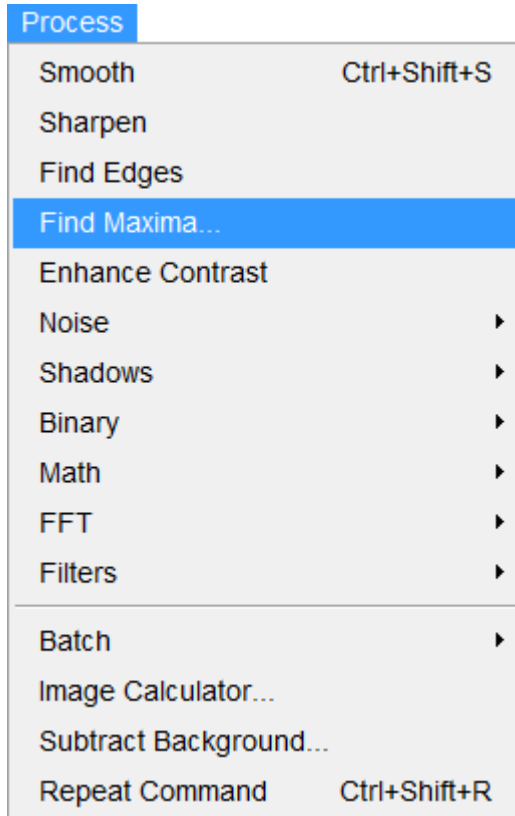 Process
Smooth Ctrl+Shift+S
Sharpen
Find Edges
Find Maxima...
Enhance Contrast
Noise
Shadows
Binary
Math
FFT
Filters
Batch
Image Calculator...
Subtract Background...
Repeat Command Ctrl+Shift+R